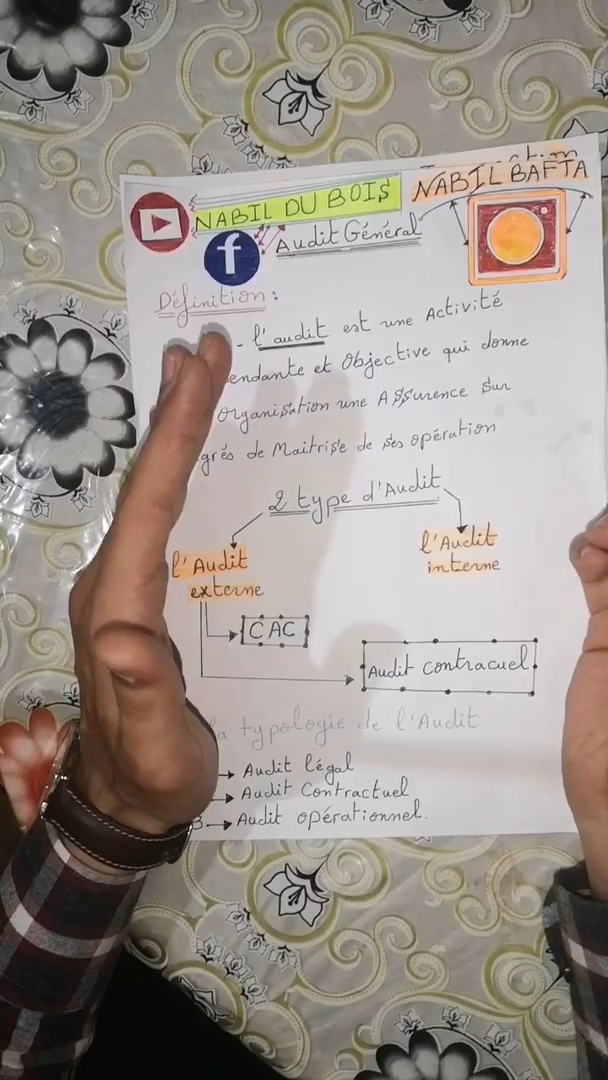 NABIL DU BOIS
NABIL BAFTA
f
Audit Général
Définition :
- l'audit est une Activité
endante et Objective qui donne
organisation une Assurence Sur
grés de Maitrise de ses opération
2 type d'Audit
l'Audit
externe
l'Audit
interne
CAC
Audit Contracuel
la typologie de l'Audit
→ Audit légal
→ Audit Contractuel
3 → Audit opérationnel.